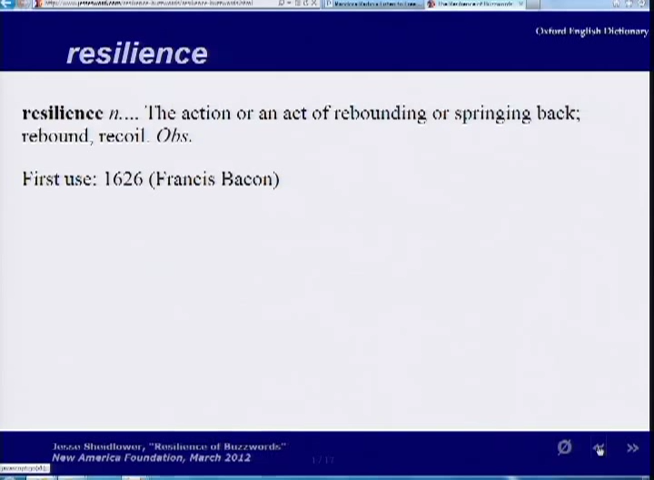 Oxford English Dictionary
resilience
resilience n.... The action or an act of rebounding or springing back;
rebound, recoil. Obs.
First use: 1626 (Francis Bacon)
Jesse Sheidlower, "Resilience of Buzzwords"
New America Foundation, March 2012